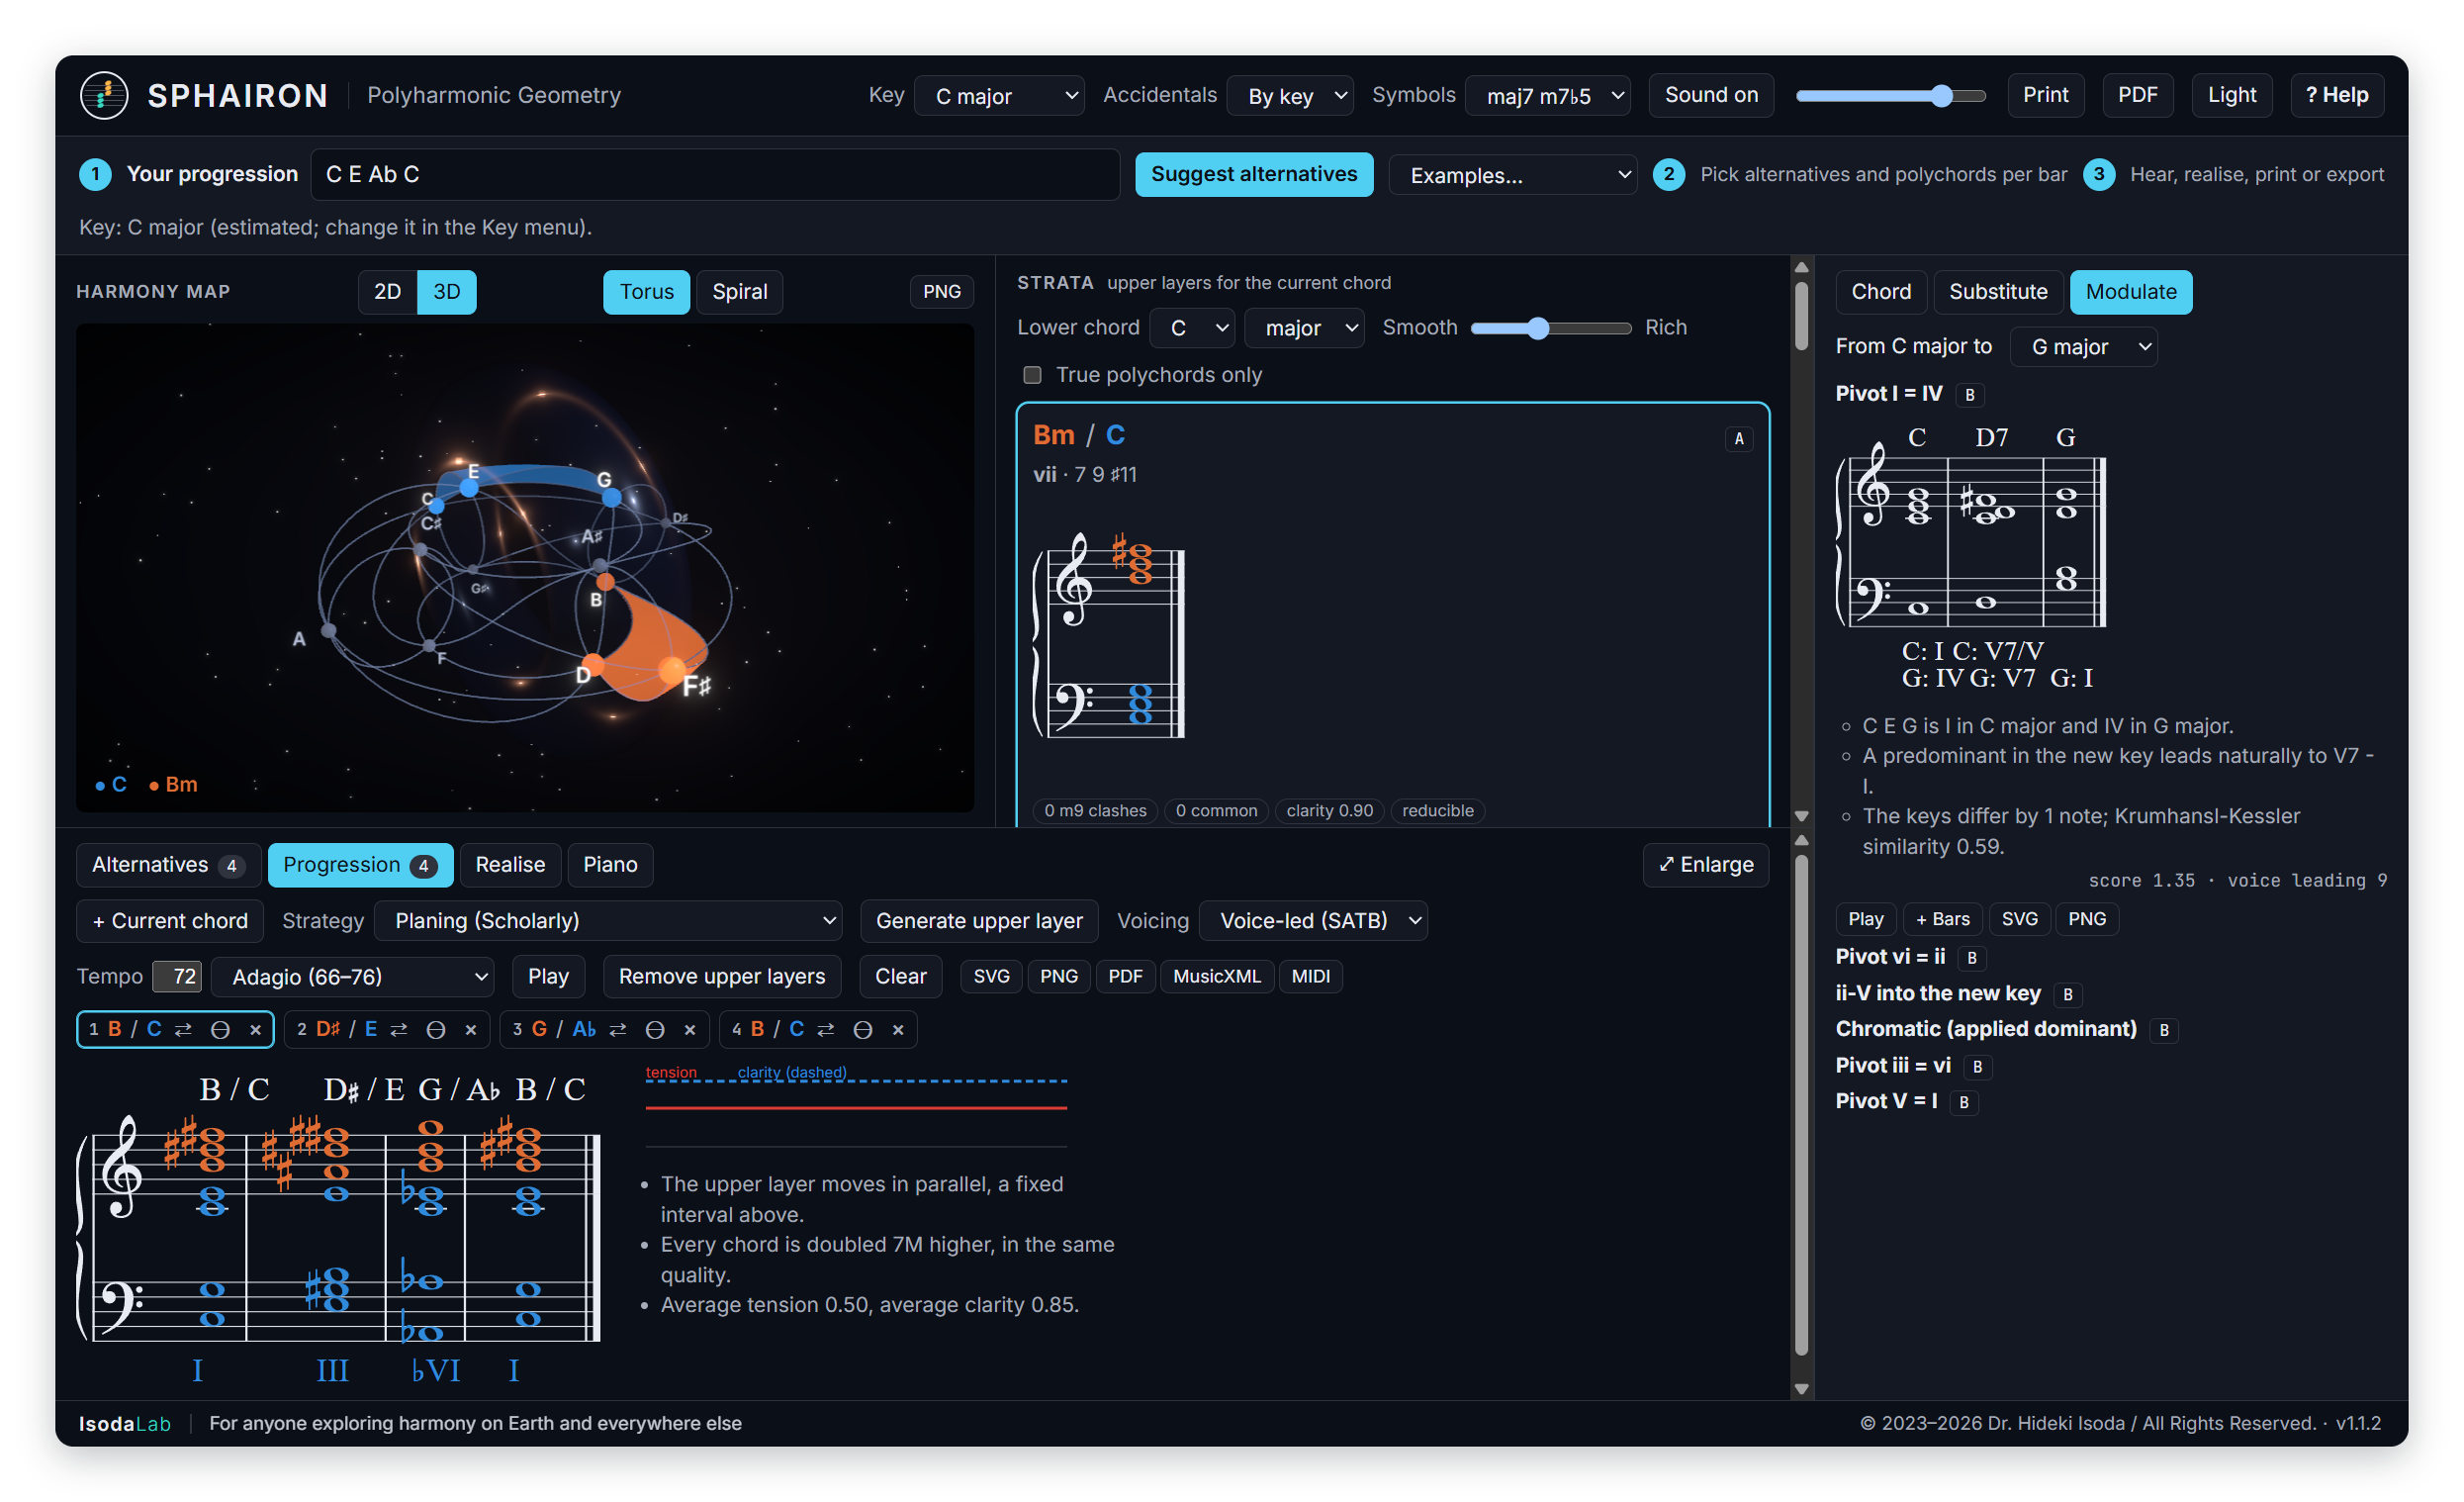 SPHAIRON Polyharmonic Geometry Key C major Accidentals By key Symbols maj7 m7♭5 Sound on Print PDF Light ? Help
1 Your progression C E Ab C Suggest alternatives Examples... 2 Pick alternatives and polychords per bar 3 Hear, realise, print or export
Key: C major (estimated; change it in the Key menu).
HARMONY MAP 2D 3D Torus Spiral PNG
E
G
C
C♯
D♯
A♯
G♯
B
A
F
D
F♯
C Bm
STRATA upper layers for the current chord
Lower chord C major Smooth Rich
True polychords only
Bm / C A
vii · 7 9 ♯11
0 m9 clashes 0 common clarity 0.90 reducible
Chord Substitute Modulate
From C major to G major
Pivot I = IV B
C D7 G
C: I C: V7/V
G: IV G: V7 G: I
C E G is I in C major and IV in G major.
A predominant in the new key leads naturally to V7 -
I.
The keys differ by 1 note; Krumhansl-Kessler
similarity 0.59.
score 1.35 · voice leading 9
Play + Bars SVG PNG
Pivot vi = ii B
ii-V into the new key B
Chromatic (applied dominant) B
Pivot iii = vi B
Pivot V = I B
Alternatives 4 Progression 4 Realise Piano Enlarge
+ Current chord Strategy Planing (Scholarly) Generate upper layer Voicing Voice-led (SATB)
Tempo 72 Adagio (66–76) Play Remove upper layers Clear SVG PNG PDF MusicXML MIDI
1 B / C ⇄ × 2 D♯ / E ⇄ × 3 G / A♭ ⇄ × 4 B / C ⇄ ×
B / C D♯ / E G / A♭ B / C
I III ♭VI I
tension clarity (dashed)
The upper layer moves in parallel, a fixed
interval above.
Every chord is doubled 7M higher, in the same
quality.
Average tension 0.50, average clarity 0.85.
IsodaLab For anyone exploring harmony on Earth and everywhere else © 2023–2026 Dr. Hideki Isoda / All Rights Reserved. · v1.1.2